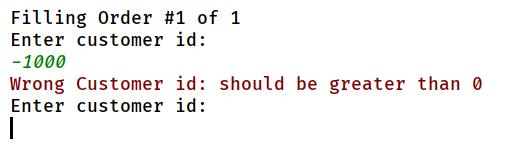 Filling Order #1 of 1
Enter customer id:
-1000
Wrong Customer id: should be greater than 0
Enter customer id: